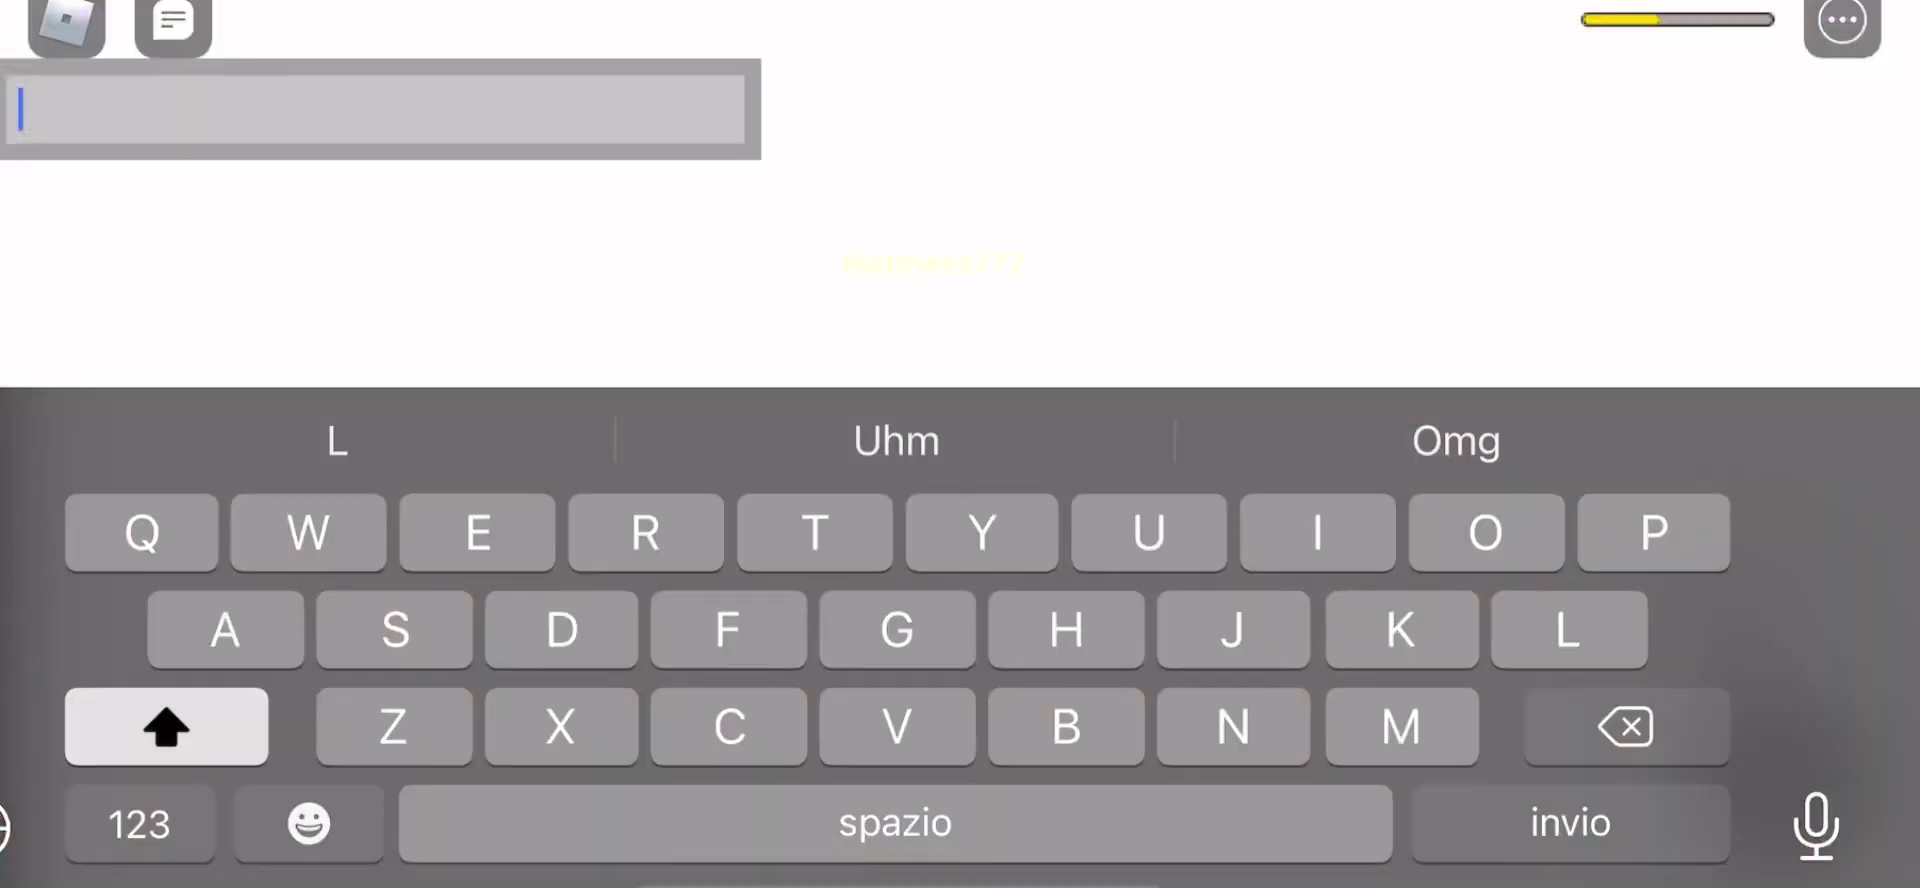 L Uhm Omg
Q W E R T Y U I O P
A S D F G H J K L
Z X C V B N M
123 spazio invio